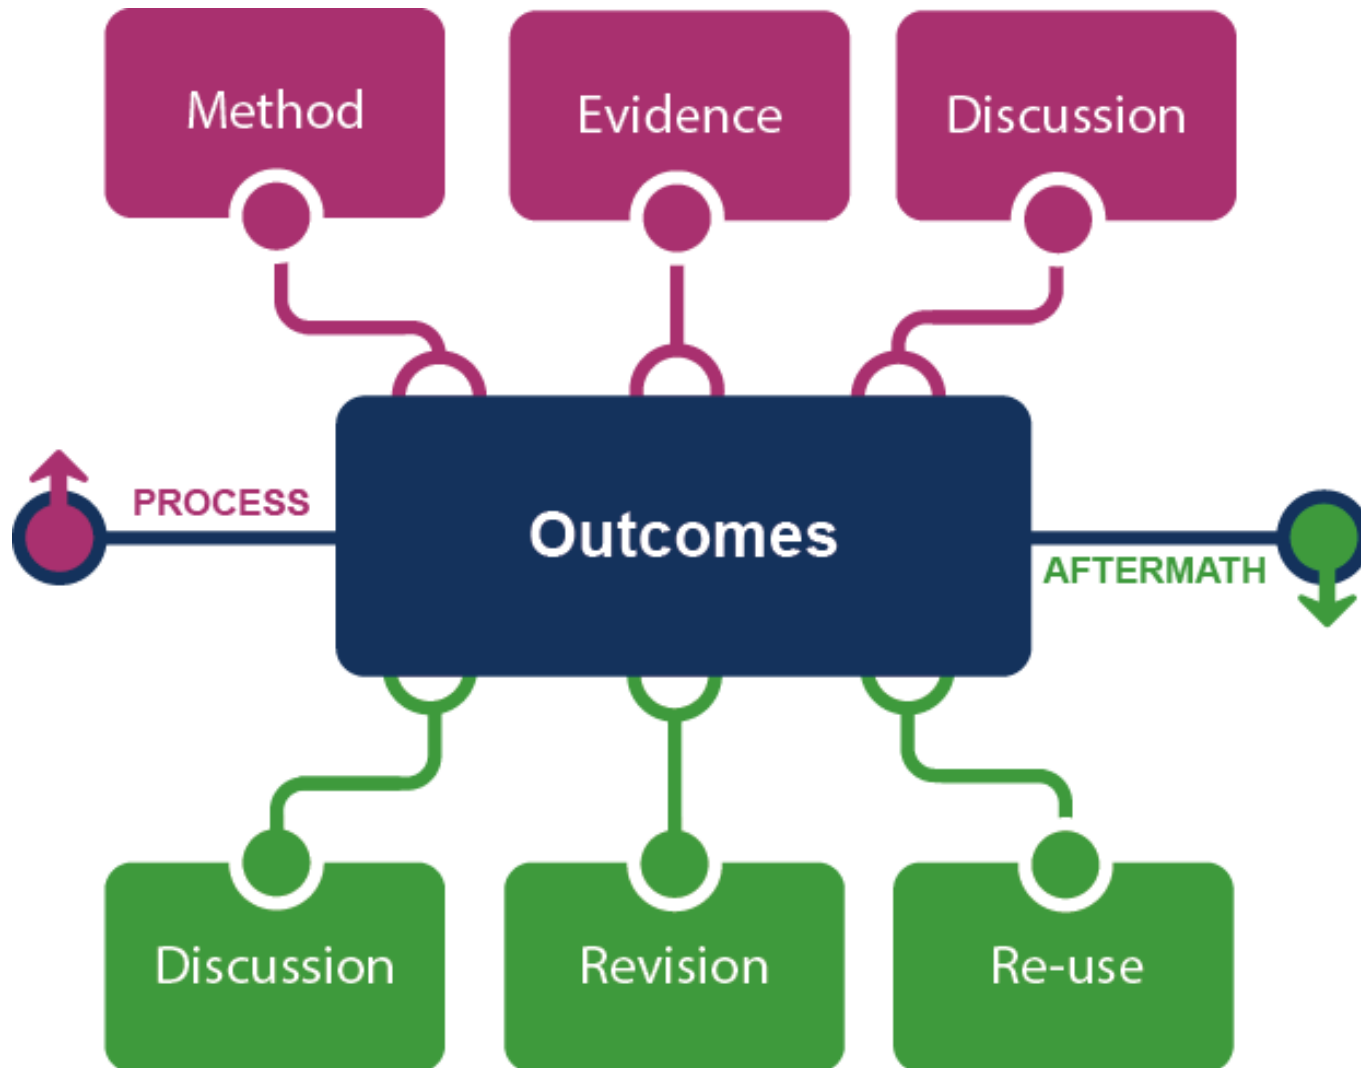 Method
Evidence
Discussion
PROCESS
Outcomes
AFTERMATH
Discussion
Revision
Re-use